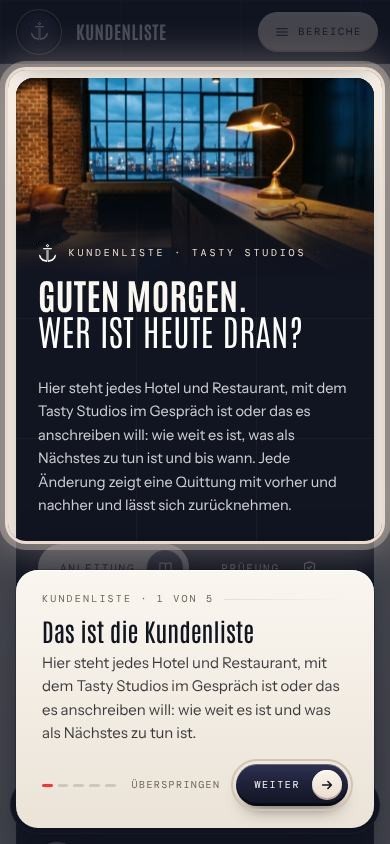 KUNDENLISTE
BEREICHE
KUNDENLISTE · TASTY STUDIOS
GUTEN MORGEN.
WER IST HEUTE DRAN?
Hier steht jedes Hotel und Restaurant, mit dem
Tasty Studios im Gespräch ist oder das es
anschreiben will: wie weit es ist, was als
Nächstes zu tun ist und bis wann. Jede
Änderung zeigt eine Quittung mit vorher und
nachher und lässt sich zurücknehmen.
ANLEITUNG PRÜFUNG
KUNDENLISTE · 1 VON 5
Das ist die Kundenliste
Hier steht jedes Hotel und Restaurant, mit
dem Tasty Studios im Gespräch ist oder das
es anschreiben will: wie weit es ist und was
als Nächstes zu tun ist.
ÜBERSPRINGEN
WEITER